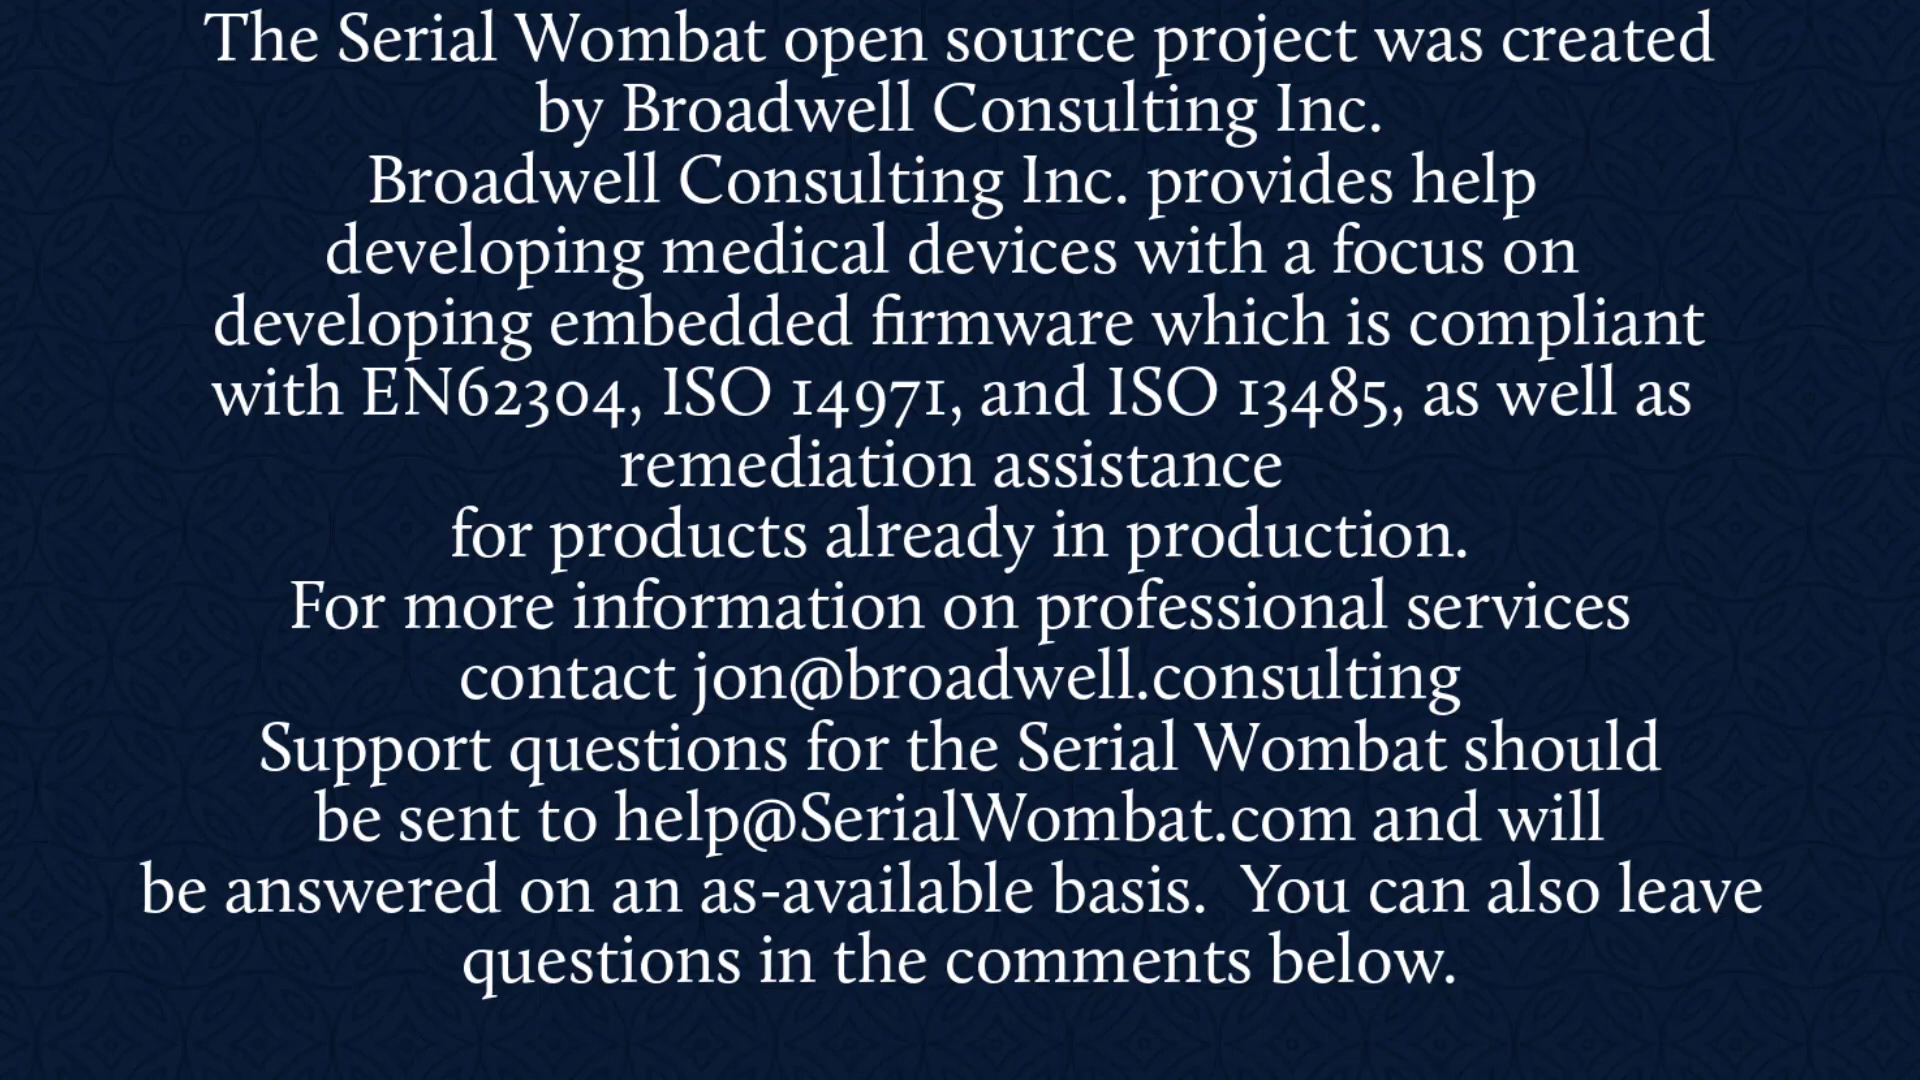 The Serial Wombat open source project was created
by Broadwell Consulting Inc.
Broadwell Consulting Inc. provides help
developing medical devices with a focus on
developing embedded firmware which is compliant
with EN62304, ISO 14971, and ISO 13485, as well as
remediation assistance
for products already in production.
For more information on professional services
contact jon@broadwell.consulting
Support questions for the Serial Wombat should
be sent to help@SerialWombat.com and will
be answered on an as-available basis.  You can also leave
questions in the comments below.